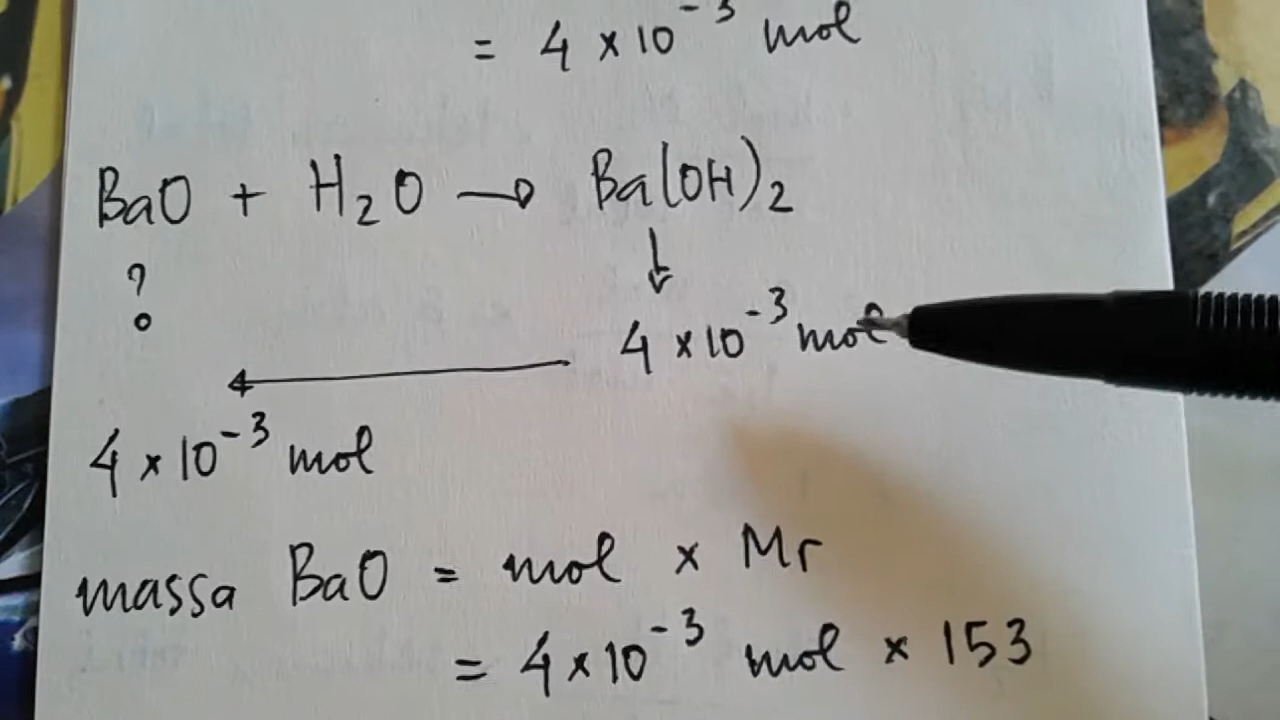 = 4 × 10⁻³ mol
BaO + H₂O → Ba(OH)₂
?
↓
4 × 10⁻³ mol
←
4 × 10⁻³ mol
massa BaO = mol × Mr
= 4 × 10⁻³ mol × 153